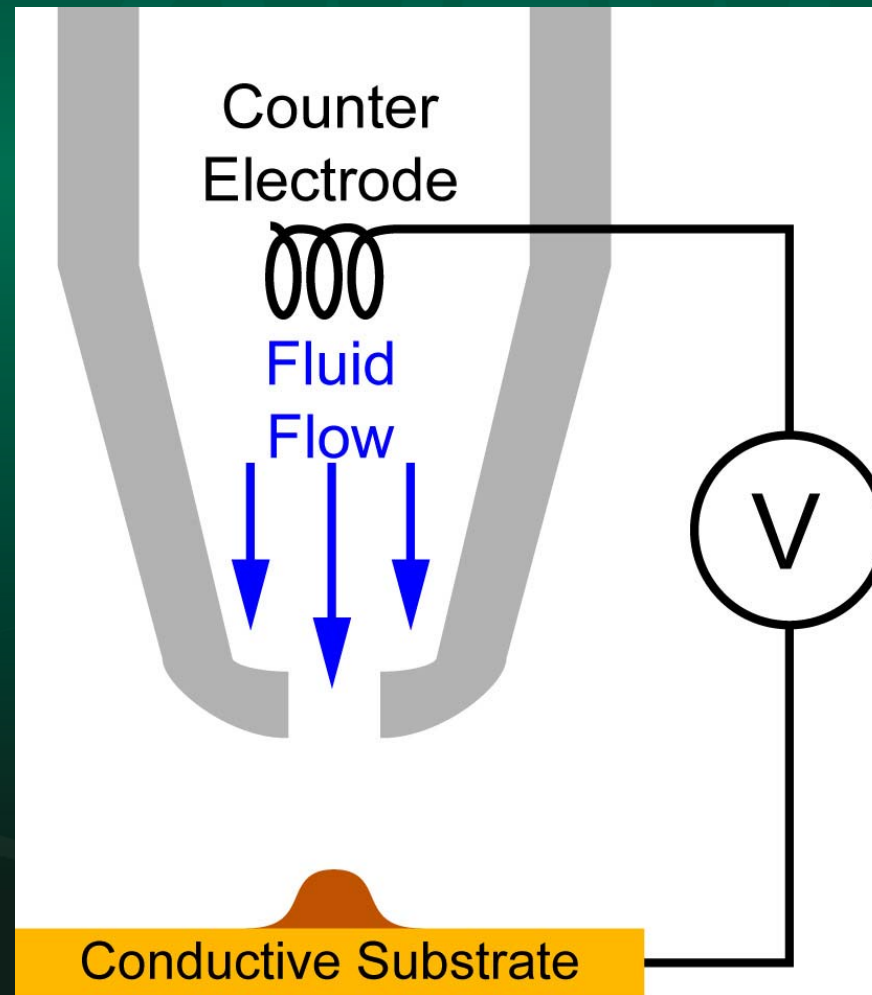 Counter
Electrode
Fluid
Flow
V
Conductive Substrate